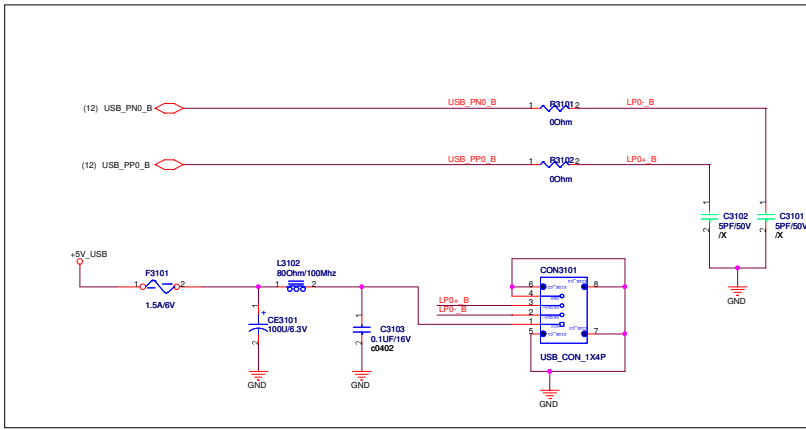 (12) USB_PN0_B
USB_PN0_B
1 R3101 2
0Ohm
LP0-_B
(12) USB_PP0_B
USB_PP0_B
1 R3102 2
0Ohm
LP0+_B
1
C3102
5PF/50V
/X
2
1
C3101
5PF/50V
/X
2
GND
+5V_USB
F3101
1 2
1.5A/6V
L3102
80Ohm/100Mhz
1 2
1
+
CE3101
100U/6.3V
2
GND
1
C3103
0.1UF/16V
c0402
2
GND
CON3101
6 8
4
LP0+_B 3
LP0-_B 2
1
5 7
USB_CON_1X4P
GND